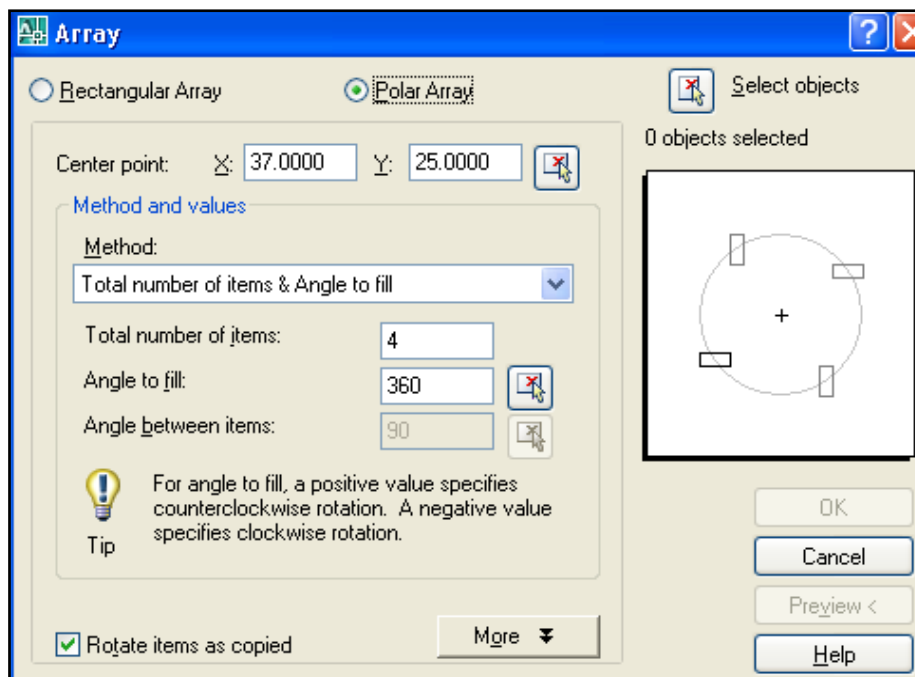 Array
Rectangular Array
Polar Array
Select objects
0 objects selected
Center point: X: 37.0000 Y: 25.0000
Method and values
Method:
Total number of items & Angle to fill
Total number of items: 4
Angle to fill: 360
Angle between items: 90
For angle to fill, a positive value specifies
counterclockwise rotation. A negative value
specifies clockwise rotation.
Tip
Rotate items as copied
More
OK
Cancel
Preview <
Help